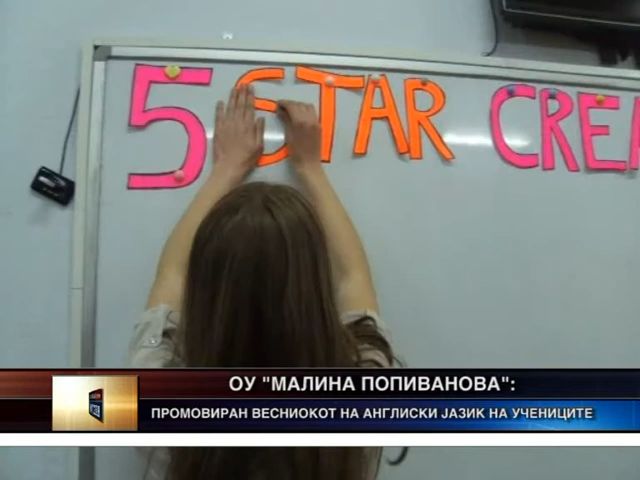 5 STAR CREA
ОУ "МАЛИНА ПОПИВАНОВА":
ПРОМОВИРАН ВЕСНИОКОТ НА АНГЛИСКИ ЈАЗИК НА УЧЕНИЦИТЕ